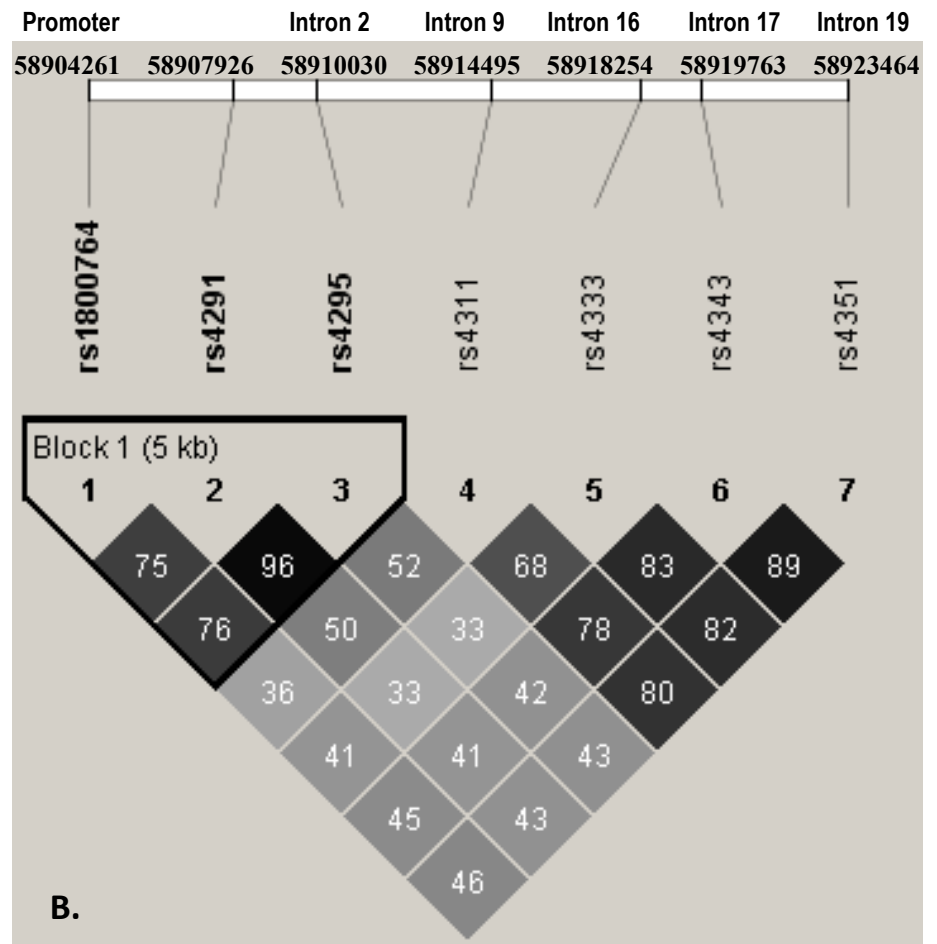 Promoter Intron 2 Intron 9 Intron 16 Intron 17 Intron 19
58904261 58907926 58910030 58914495 58918254 58919763 58923464
rs1800764 rs4291 rs4295 rs4311 rs4333 rs4343 rs4351
Block 1 (5 kb)
1 2 3 4 5 6 7
75 96 52 68 83 89
76 50 33 78 82
36 33 42 80
41 41 43
45 43
46
B.